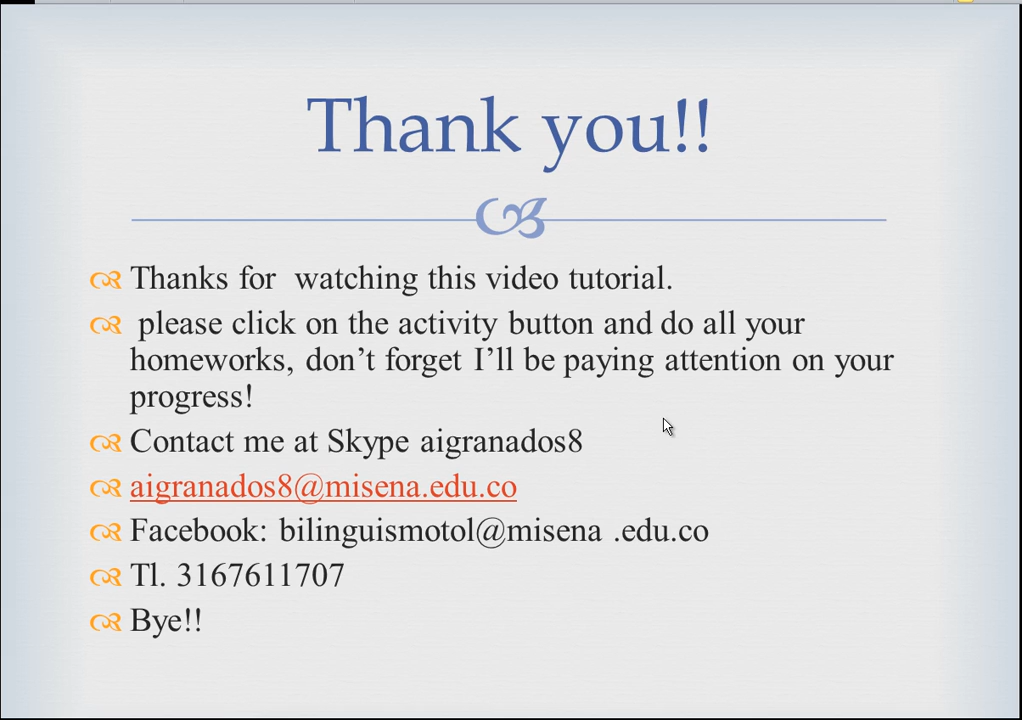 Thank you!!
Thanks for  watching this video tutorial.
please click on the activity button and do all your
homeworks, don’t forget I’ll be paying attention on your
progress!
Contact me at Skype aigranados8
aigranados8@misena.edu.co
Facebook: bilinguismotol@misena .edu.co
Tl. 3167611707
Bye!!